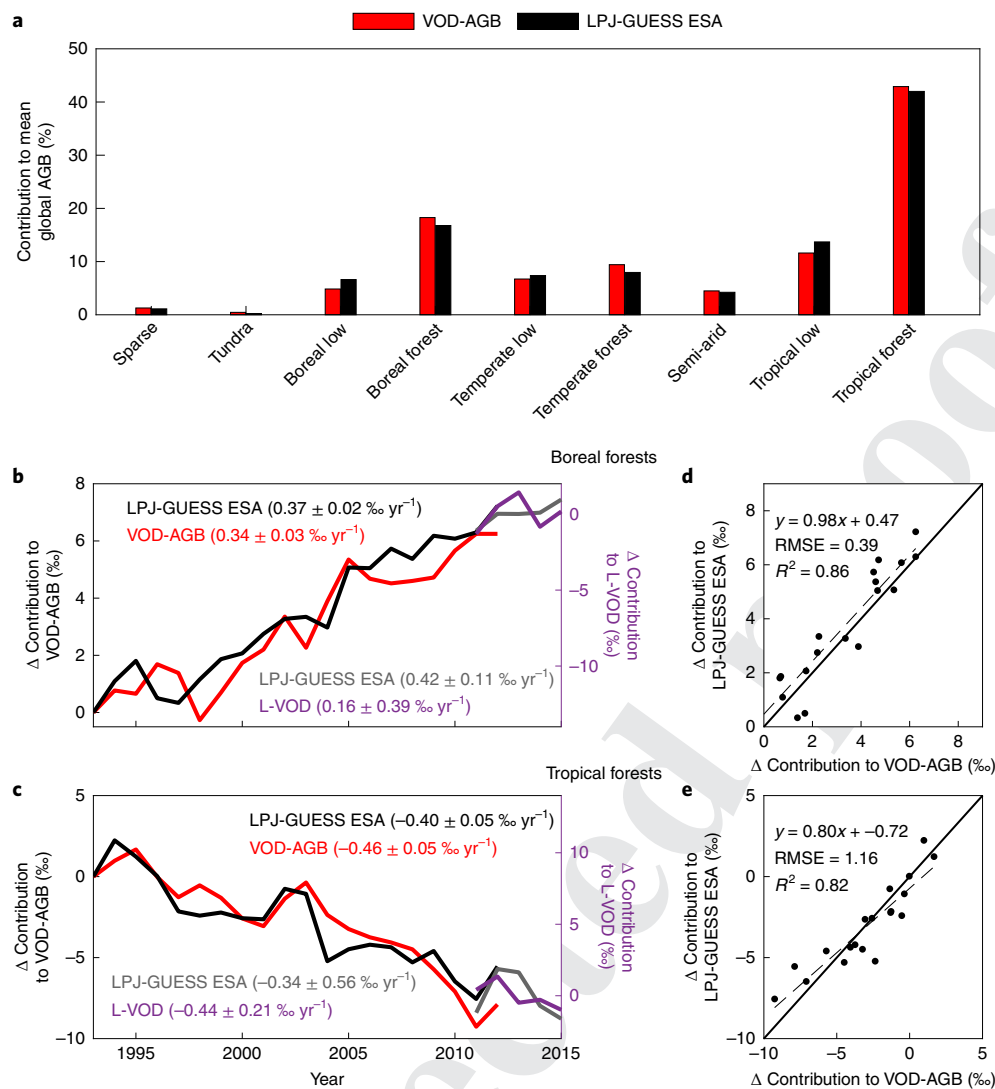 a
VOD-AGB
LPJ-GUESS ESA
Contribution to mean
global AGB (%)
50
40
30
20
10
0
Sparse
Tundra
Boreal low
Boreal forest
Temperate low
Temperate forest
Semi-arid
Tropical low
Tropical forest
b
Boreal forests
Δ Contribution to
VOD-AGB (‰)
8
6
4
2
0
LPJ-GUESS ESA (0.37 ± 0.02 ‰ yr⁻¹)
VOD-AGB (0.34 ± 0.03 ‰ yr⁻¹)
LPJ-GUESS ESA (0.42 ± 0.11 ‰ yr⁻¹)
L-VOD (0.16 ± 0.39 ‰ yr⁻¹)
0
−5
−10
Δ Contribution
to L-VOD (‰)
d
Δ Contribution to
LPJ-GUESS ESA (‰)
8
6
4
2
0
y = 0.98x + 0.47
RMSE = 0.39
R² = 0.86
0 2 4 6 8
Δ Contribution to VOD-AGB (‰)
c
Tropical forests
Δ Contribution
to VOD-AGB (‰)
5
0
−5
−10
LPJ-GUESS ESA (−0.40 ± 0.05 ‰ yr⁻¹)
VOD-AGB (−0.46 ± 0.05 ‰ yr⁻¹)
LPJ-GUESS ESA (−0.34 ± 0.56 ‰ yr⁻¹)
L-VOD (−0.44 ± 0.21 ‰ yr⁻¹)
10
5
0
Δ Contribution
to L-VOD (‰)
1995 2000 2005 2010 2015
Year
e
Δ Contribution to
LPJ-GUESS ESA (‰)
5
0
−5
−10
y = 0.80x + −0.72
RMSE = 1.16
R² = 0.82
−10 −5 0 5
Δ Contribution to VOD-AGB (‰)